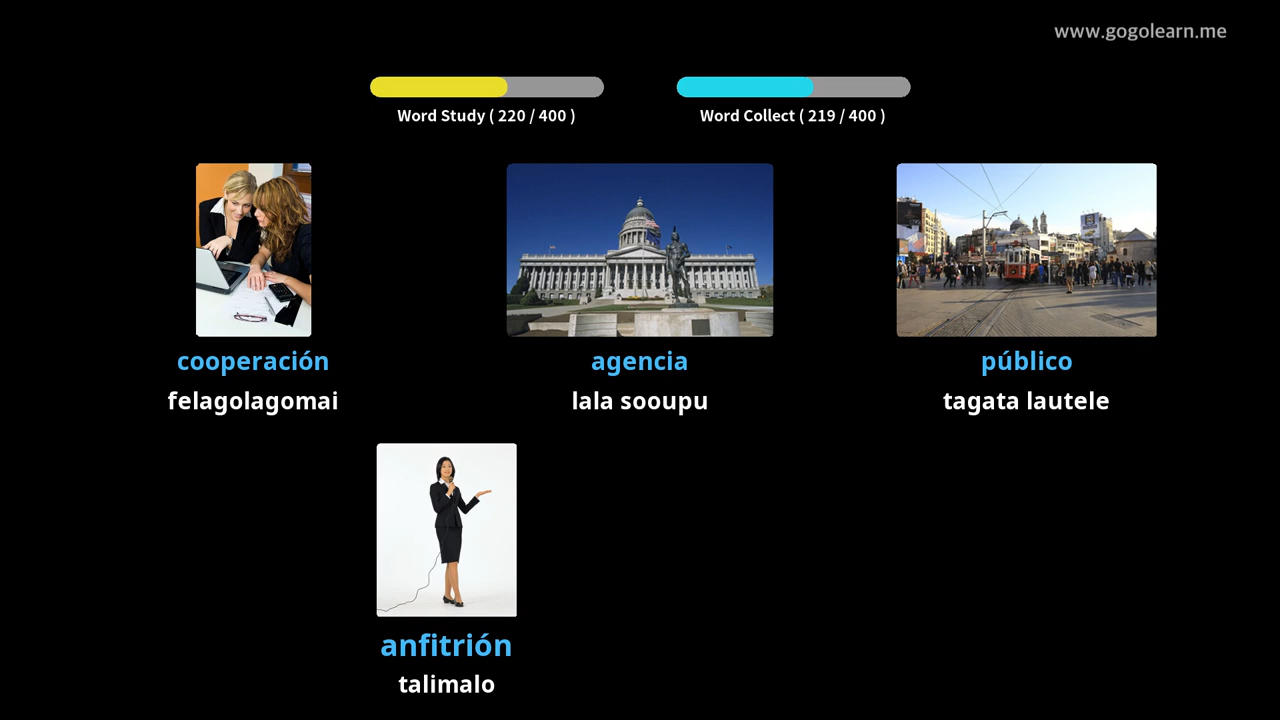 www.gogolearn.me
Word Study ( 220 / 400 )
Word Collect ( 219 / 400 )
cooperación
agencia
público
felagolagomai
lala sooupu
tagata lautele
anfitrión
talimalo